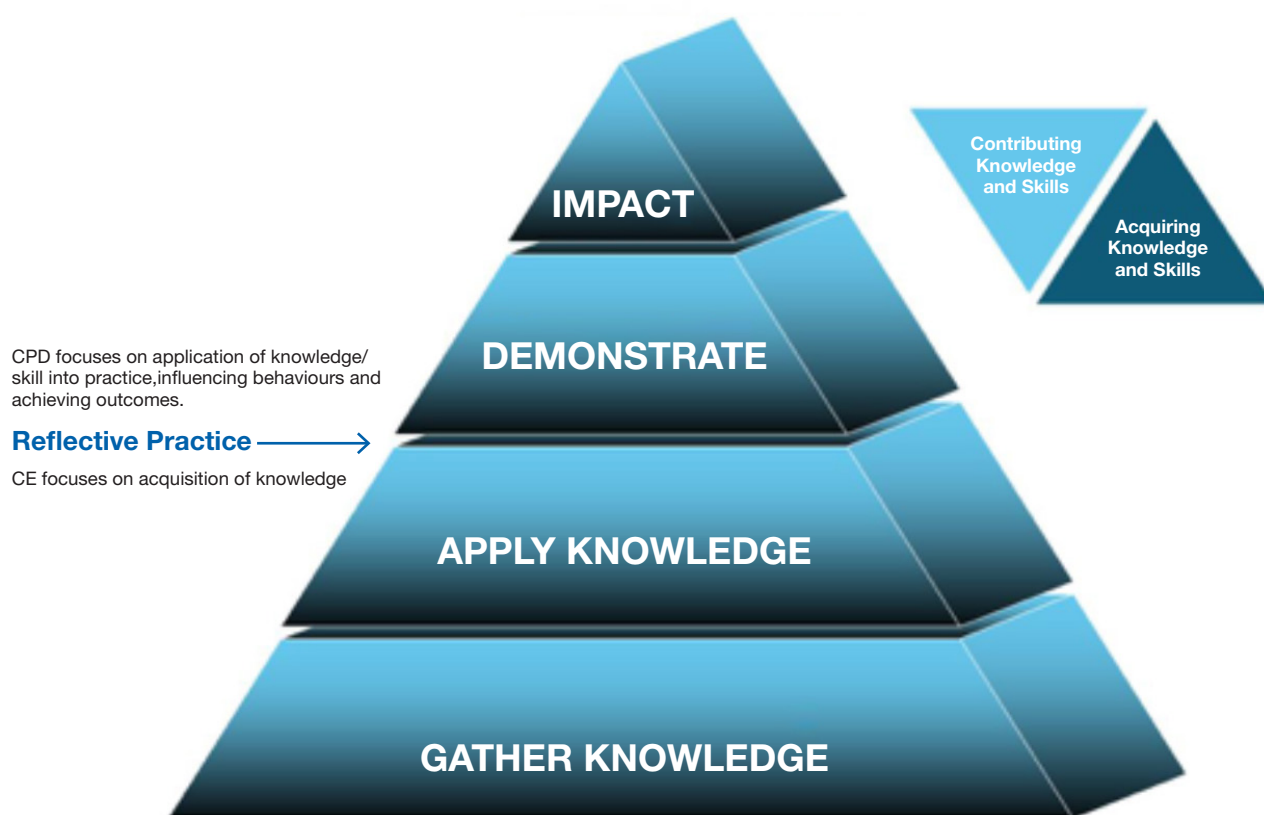 IMPACT
Contributing
Knowledge
and Skills
Acquiring
Knowledge
and Skills
DEMONSTRATE
CPD focuses on application of knowledge/
skill into practice,influencing behaviours and
achieving outcomes.
Reflective Practice
CE focuses on acquisition of knowledge
APPLY KNOWLEDGE
GATHER KNOWLEDGE